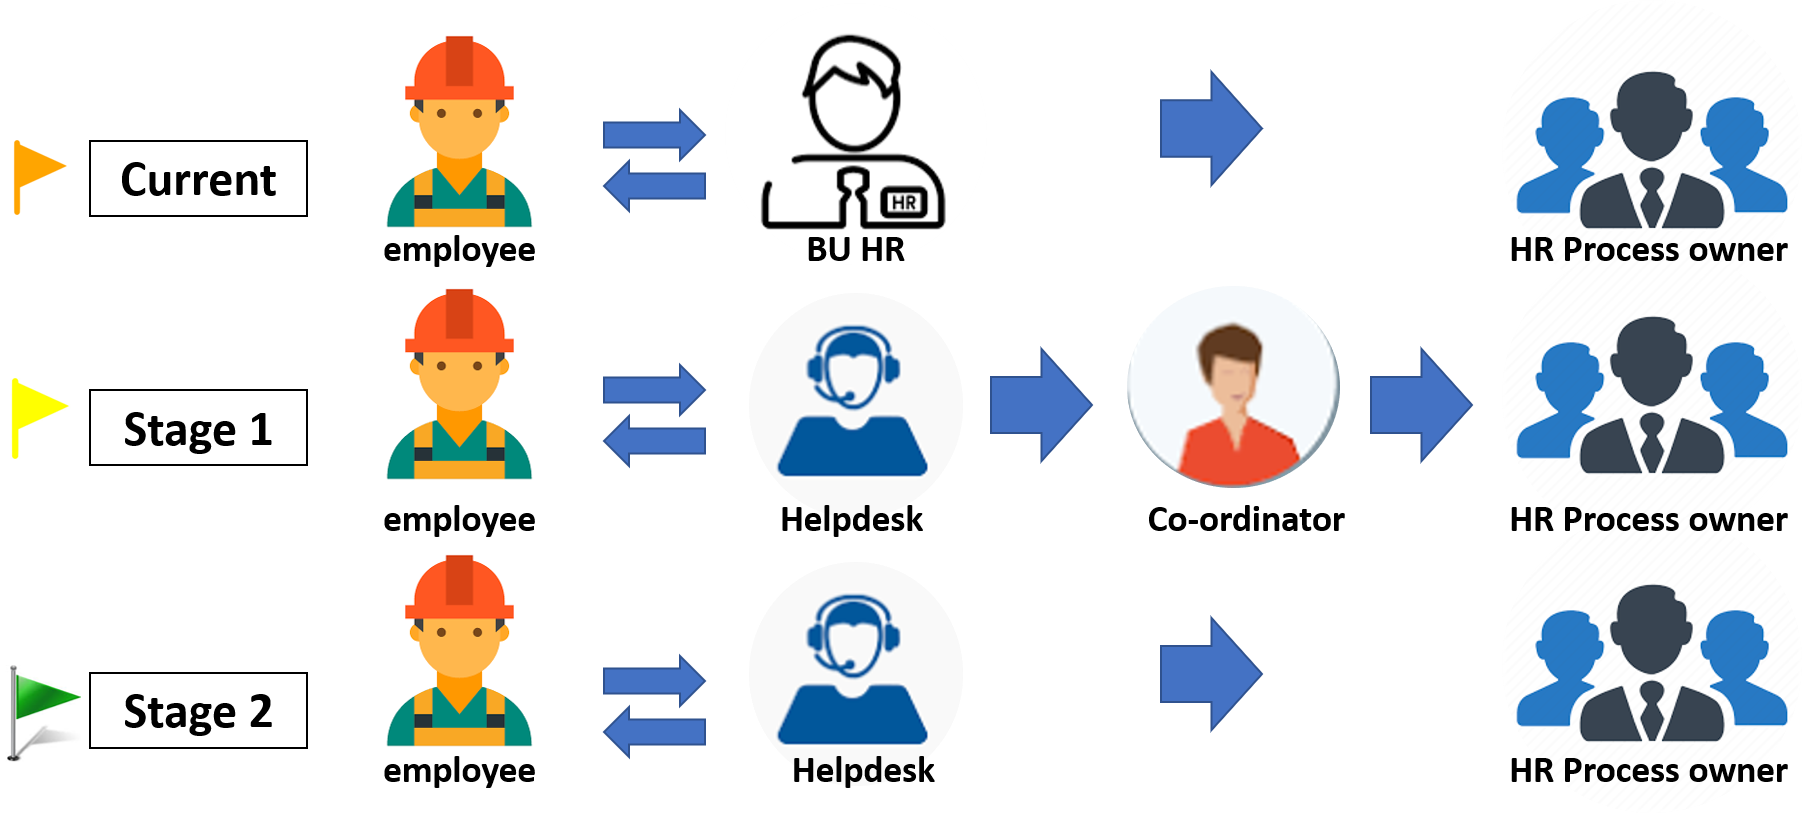 Current
employee
HR
BU HR
HR Process owner
Stage 1
employee
Helpdesk
Co-ordinator
HR Process owner
Stage 2
employee
Helpdesk
HR Process owner